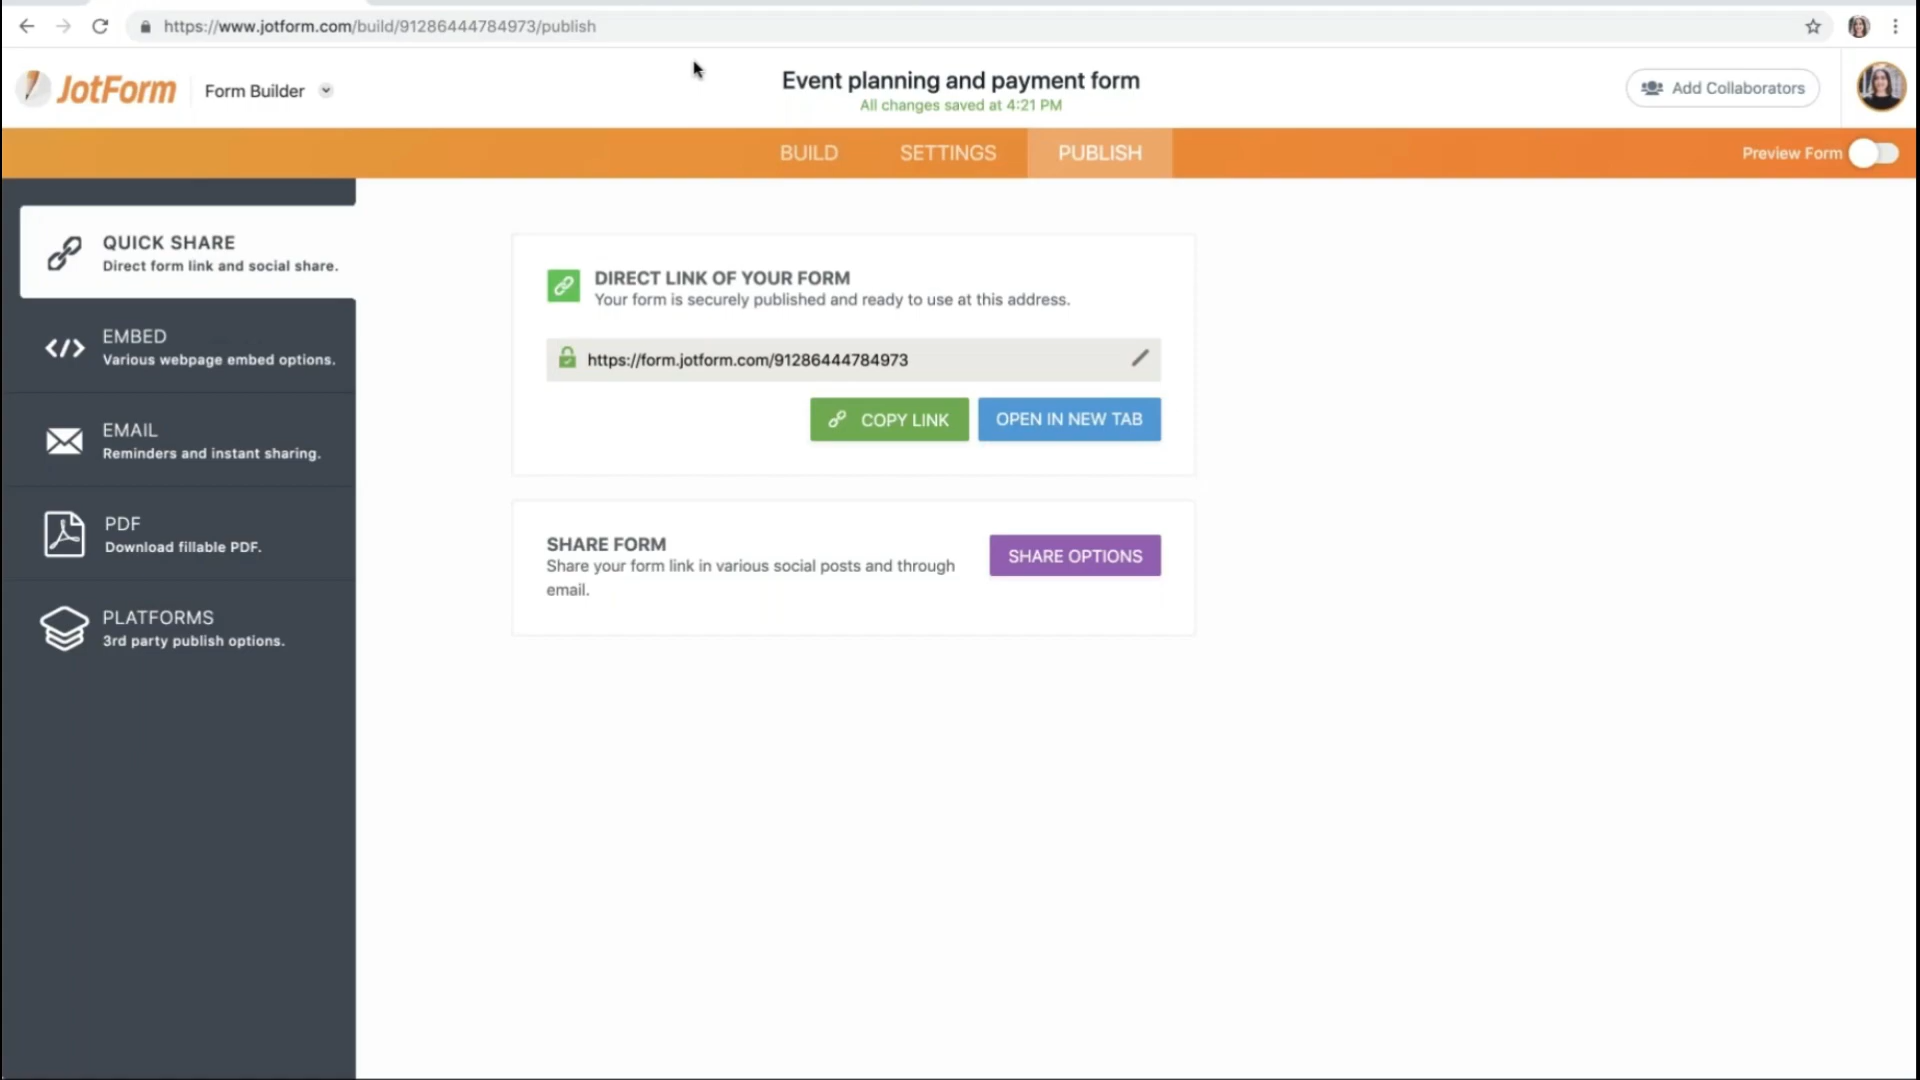 https://www.jotform.com/build/91286444784973/publish
JotForm
Form Builder
Event planning and payment form
All changes saved at 4:21 PM
Add Collaborators
BUILD
SETTINGS
PUBLISH
Preview Form
QUICK SHARE
Direct form link and social share.
EMBED
Various webpage embed options.
EMAIL
Reminders and instant sharing.
PDF
Download fillable PDF.
PLATFORMS
3rd party publish options.
DIRECT LINK OF YOUR FORM
Your form is securely published and ready to use at this address.
https://form.jotform.com/91286444784973
COPY LINK
OPEN IN NEW TAB
SHARE FORM
Share your form link in various social posts and through
email.
SHARE OPTIONS